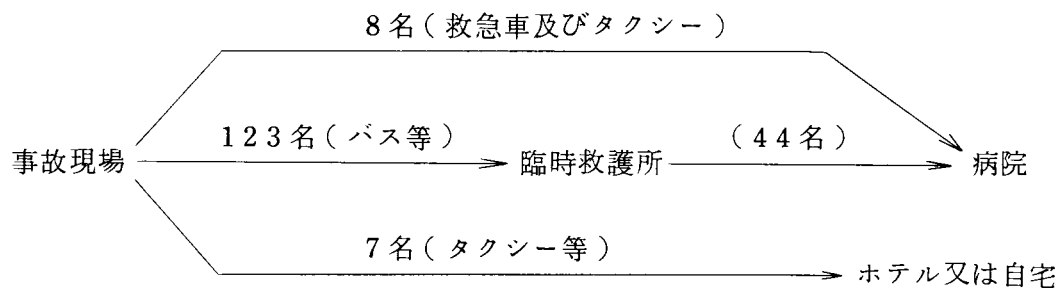 8名(救急車及びタクシー)
123名(バス等)
(44名)
事故現場
臨時救護所
病院
7名(タクシー等)
ホテル又は自宅